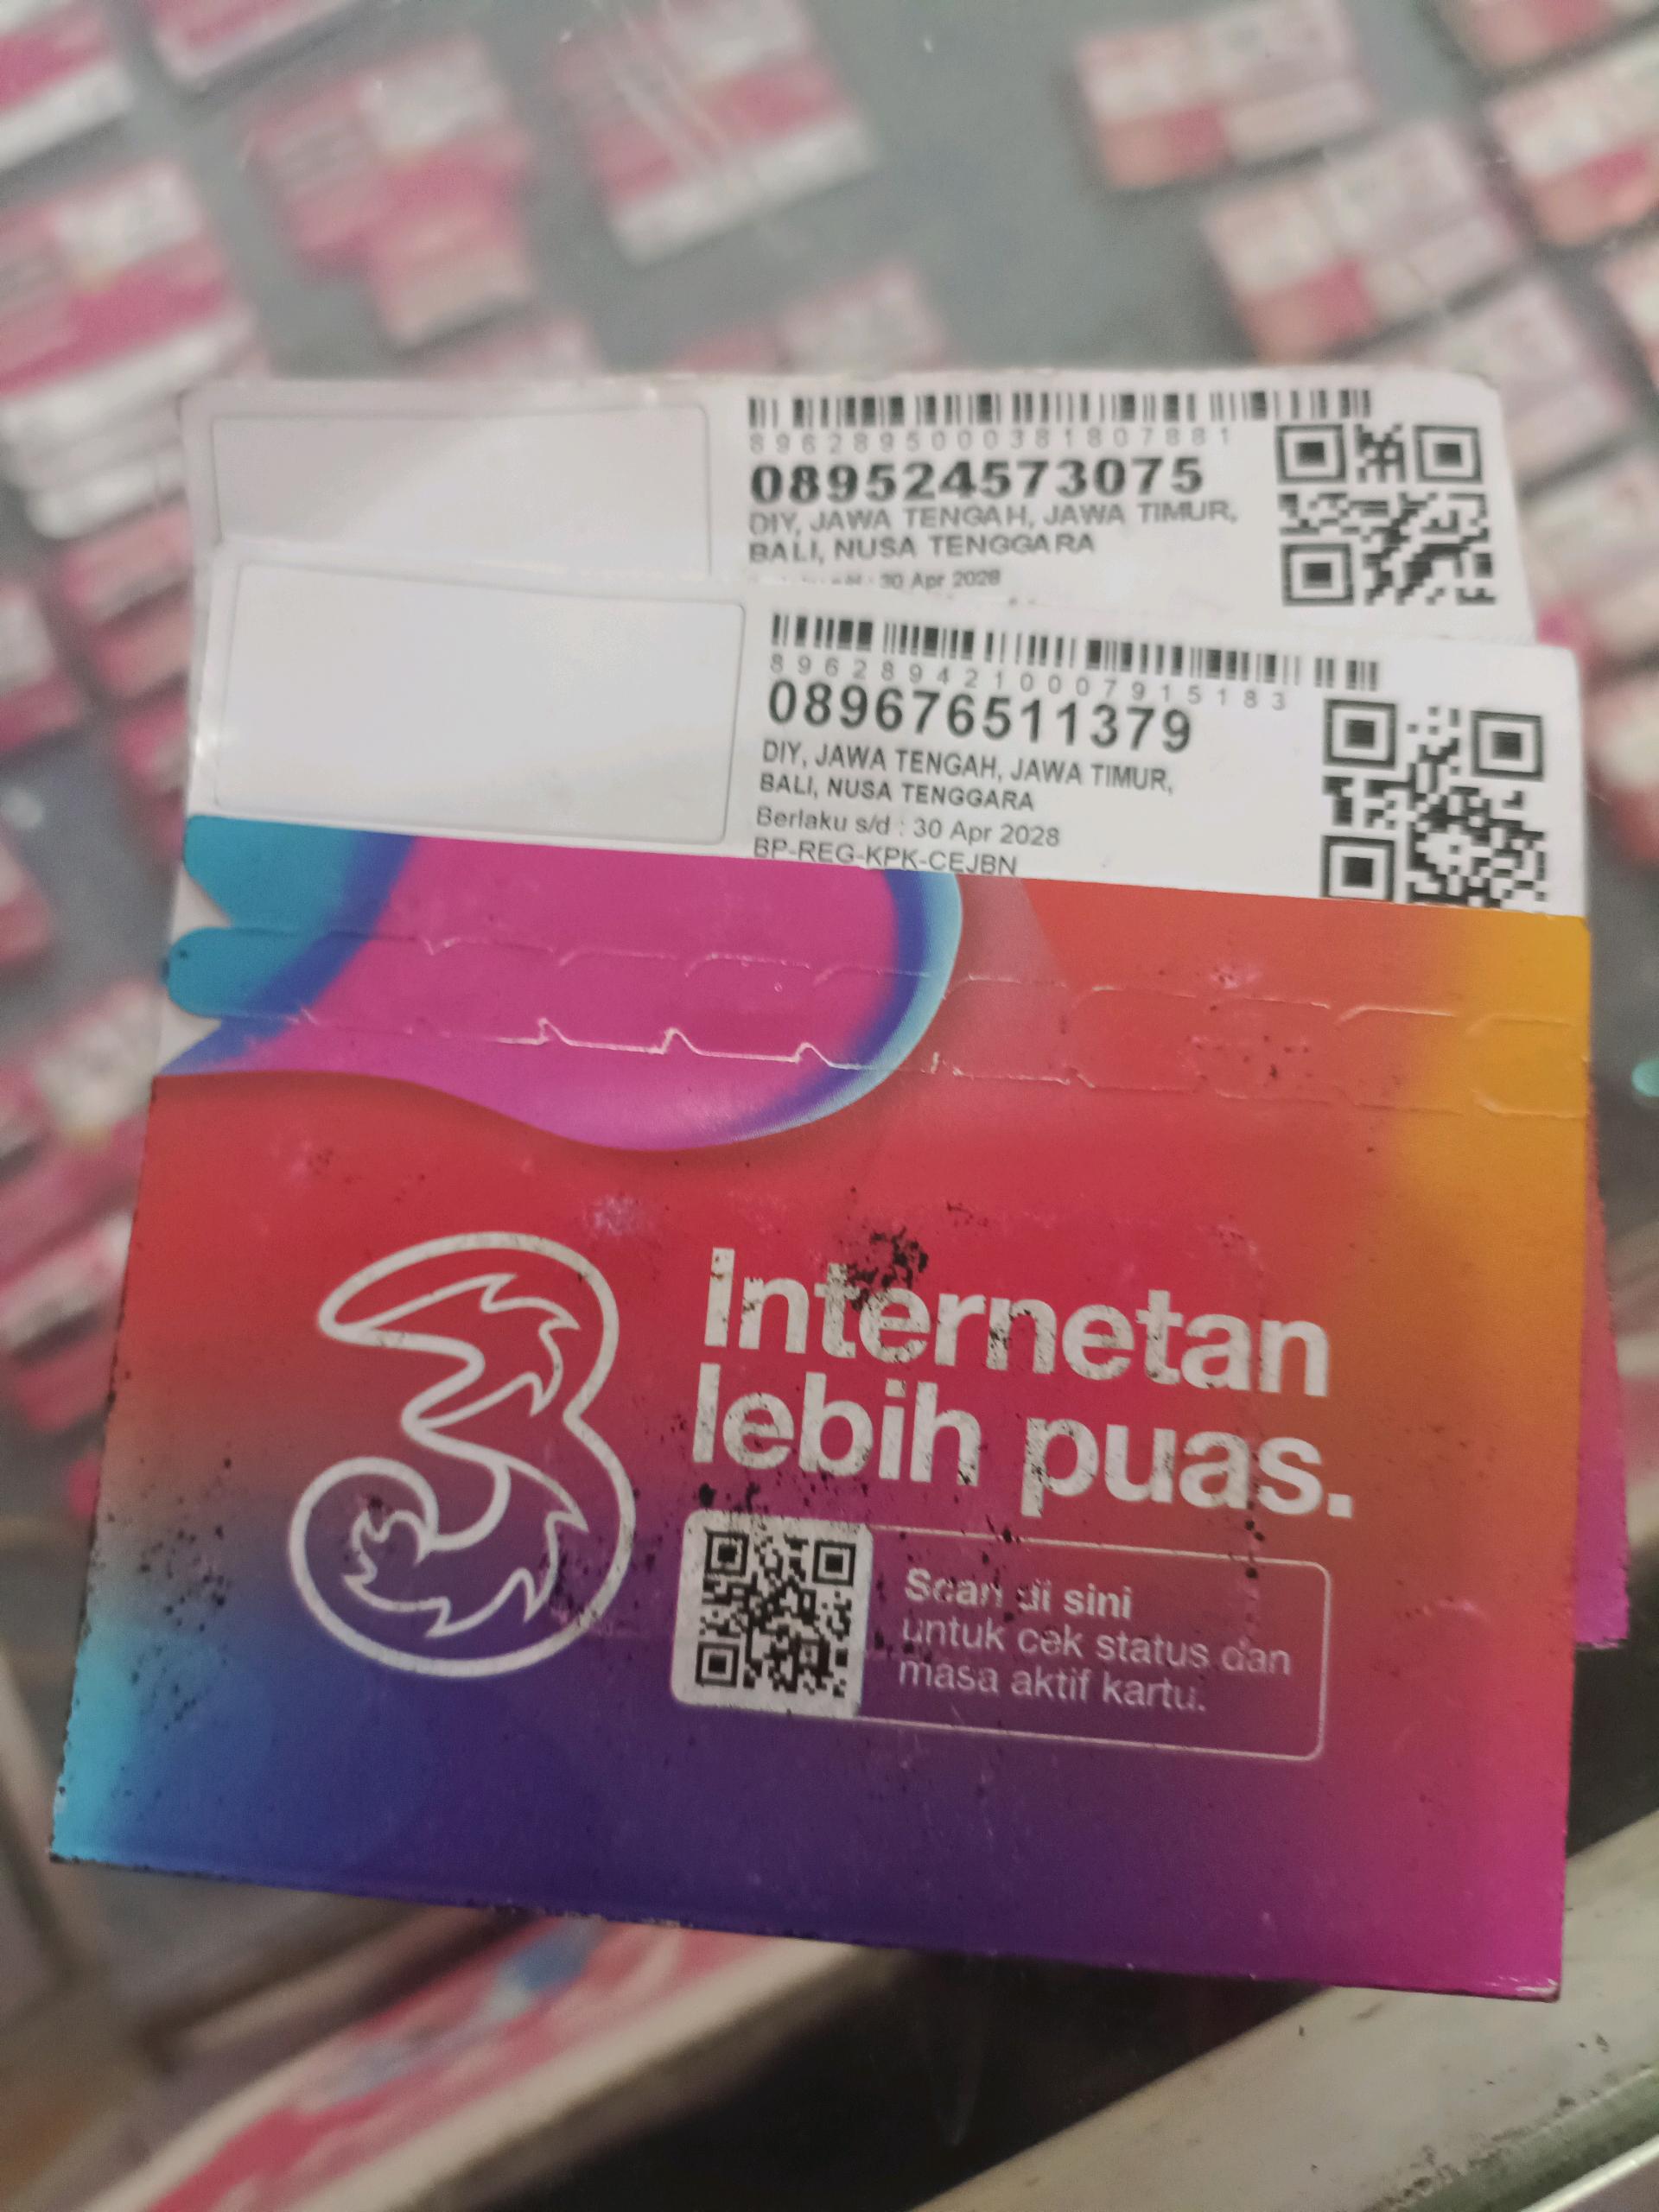 8962895000381807881
089524573075
DIY, JAWA TENGAH, JAWA TIMUR,
BALI, NUSA TENGGARA
: 30 Apr 2028
8962894210007915183
089676511379
DIY, JAWA TENGAH, JAWA TIMUR,
BALI, NUSA TENGGARA
Berlaku s/d : 30 Apr 2028
BP-REG-KPK-CEJBN
3
Internetan
lebih puas.
Scan di sini
untuk cek status dan
masa aktif kartu.